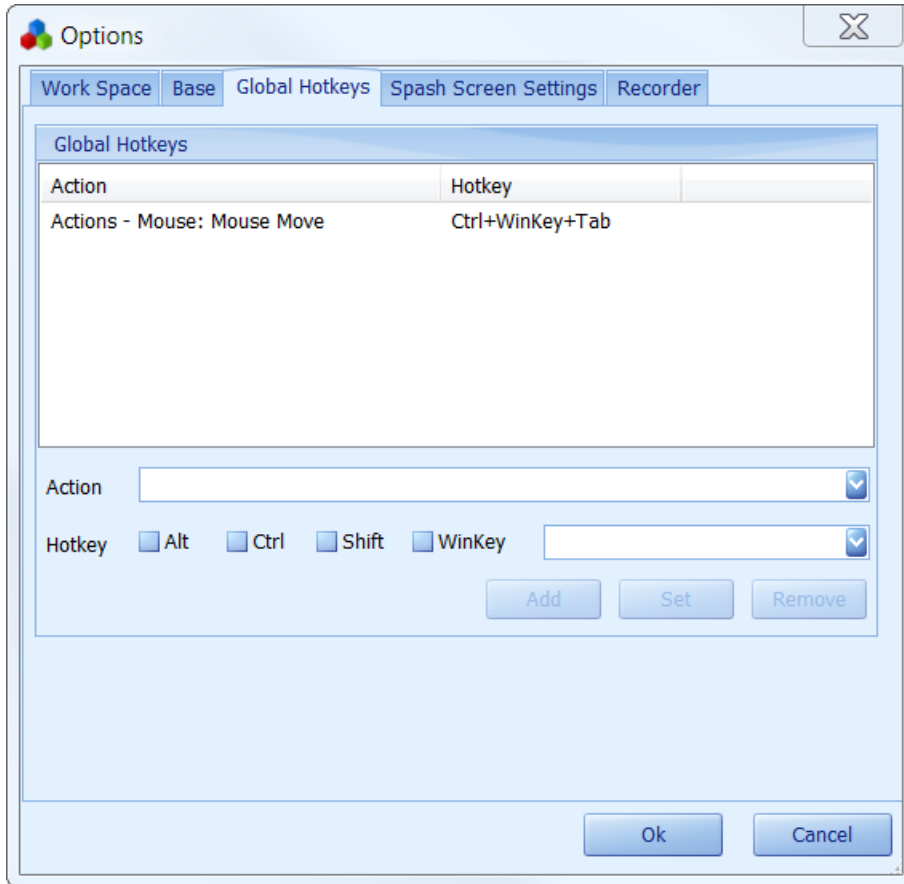 Options
Work Space Base Global Hotkeys Spash Screen Settings Recorder
Global Hotkeys
Action Hotkey
Actions - Mouse: Mouse Move Ctrl+WinKey+Tab
Action
Hotkey Alt Ctrl Shift WinKey
Add Set Remove
Ok Cancel